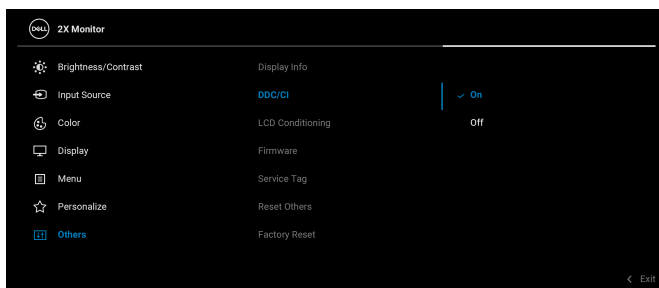 DELL 2X Monitor
Brightness/Contrast Display Info
Input Source DDC/CI On
Color LCD Conditioning Off
Display Firmware
Menu Service Tag
Personalize Reset Others
Others Factory Reset
Exit